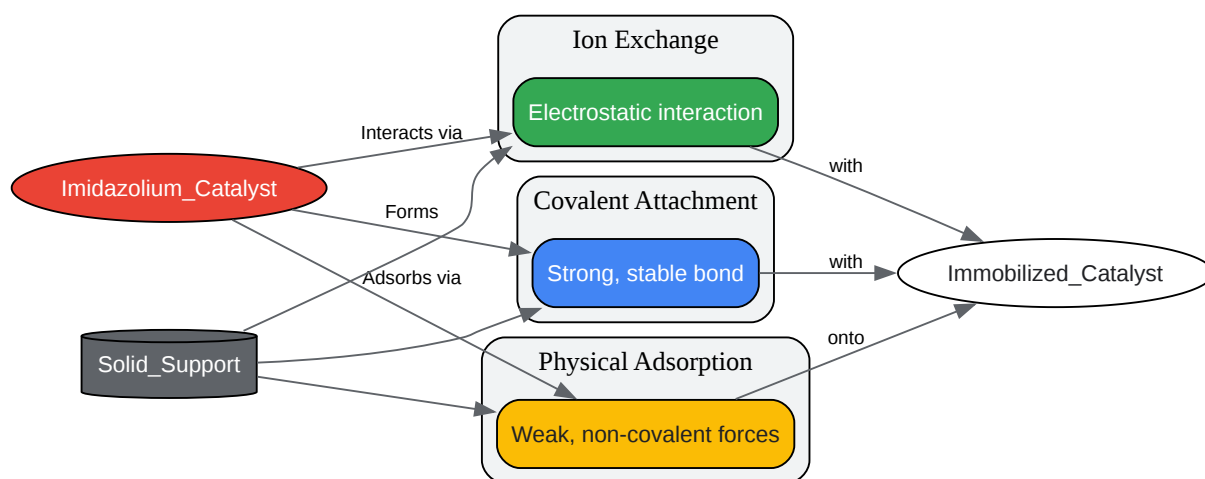 Ion Exchange
Electrostatic interaction
Interacts via
with
Imidazolium_Catalyst
Covalent Attachment
Forms
Strong, stable bond
with
Immobilized_Catalyst
Adsorbs via
Solid_Support
Physical Adsorption
onto
Weak, non-covalent forces